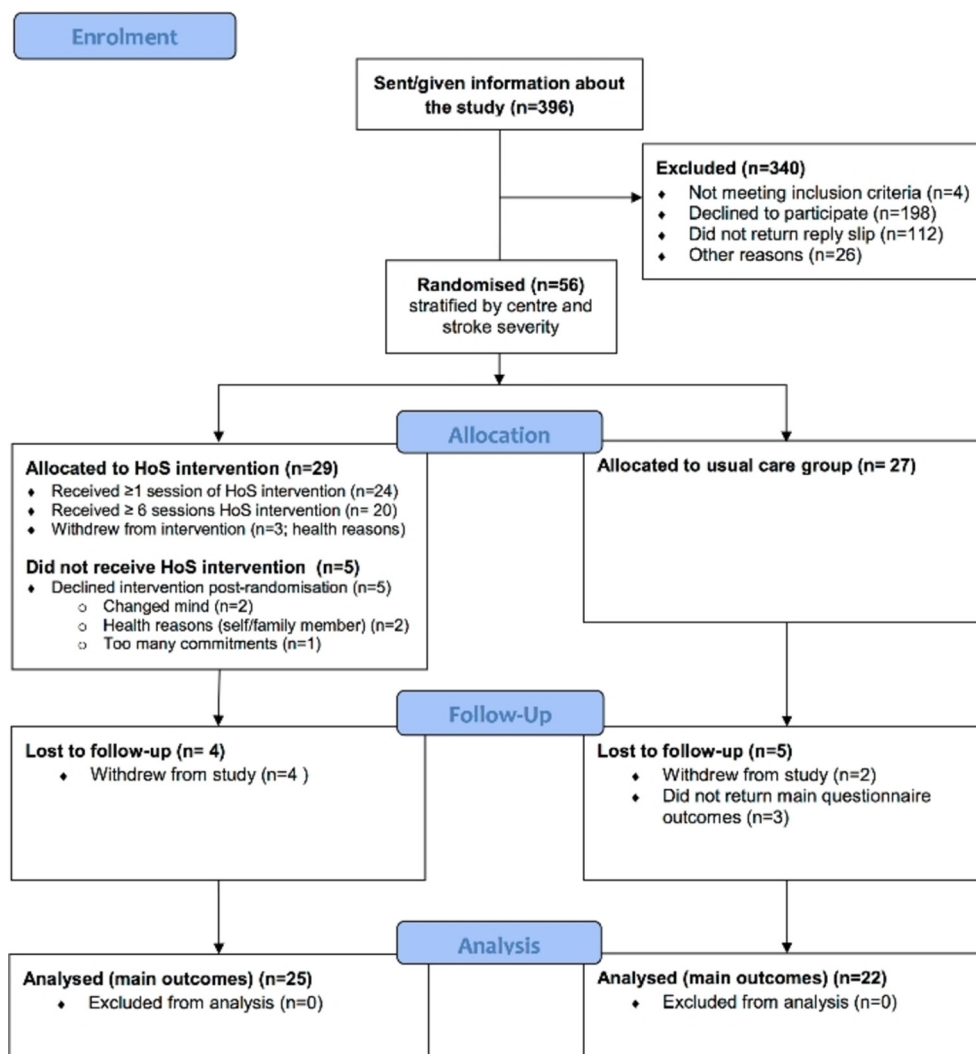 Enrolment
Sent/given information about
the study (n=396)
Excluded (n=340)
♦ Not meeting inclusion criteria (n=4)
♦ Declined to participate (n=198)
♦ Did not return reply slip (n=112)
♦ Other reasons (n=26)
Randomised (n=56)
stratified by centre and
stroke severity
Allocation
Allocated to HoS intervention (n=29)
♦ Received ≥1 session of HoS intervention (n=24)
♦ Received ≥ 6 sessions HoS intervention (n= 20)
♦ Withdrew from intervention (n=3; health reasons)
Did not receive HoS intervention (n=5)
♦ Declined intervention post-randomisation (n=5)
○ Changed mind (n=2)
○ Health reasons (self/family member) (n=2)
○ Too many commitments (n=1)
Allocated to usual care group (n= 27)
Follow-Up
Lost to follow-up (n= 4)
♦ Withdrew from study (n=4 )
Lost to follow-up (n=5)
♦ Withdrew from study (n=2)
♦ Did not return main questionnaire
outcomes (n=3)
Analysis
Analysed (main outcomes) (n=25)
♦ Excluded from analysis (n=0)
Analysed (main outcomes) (n=22)
♦ Excluded from analysis (n=0)